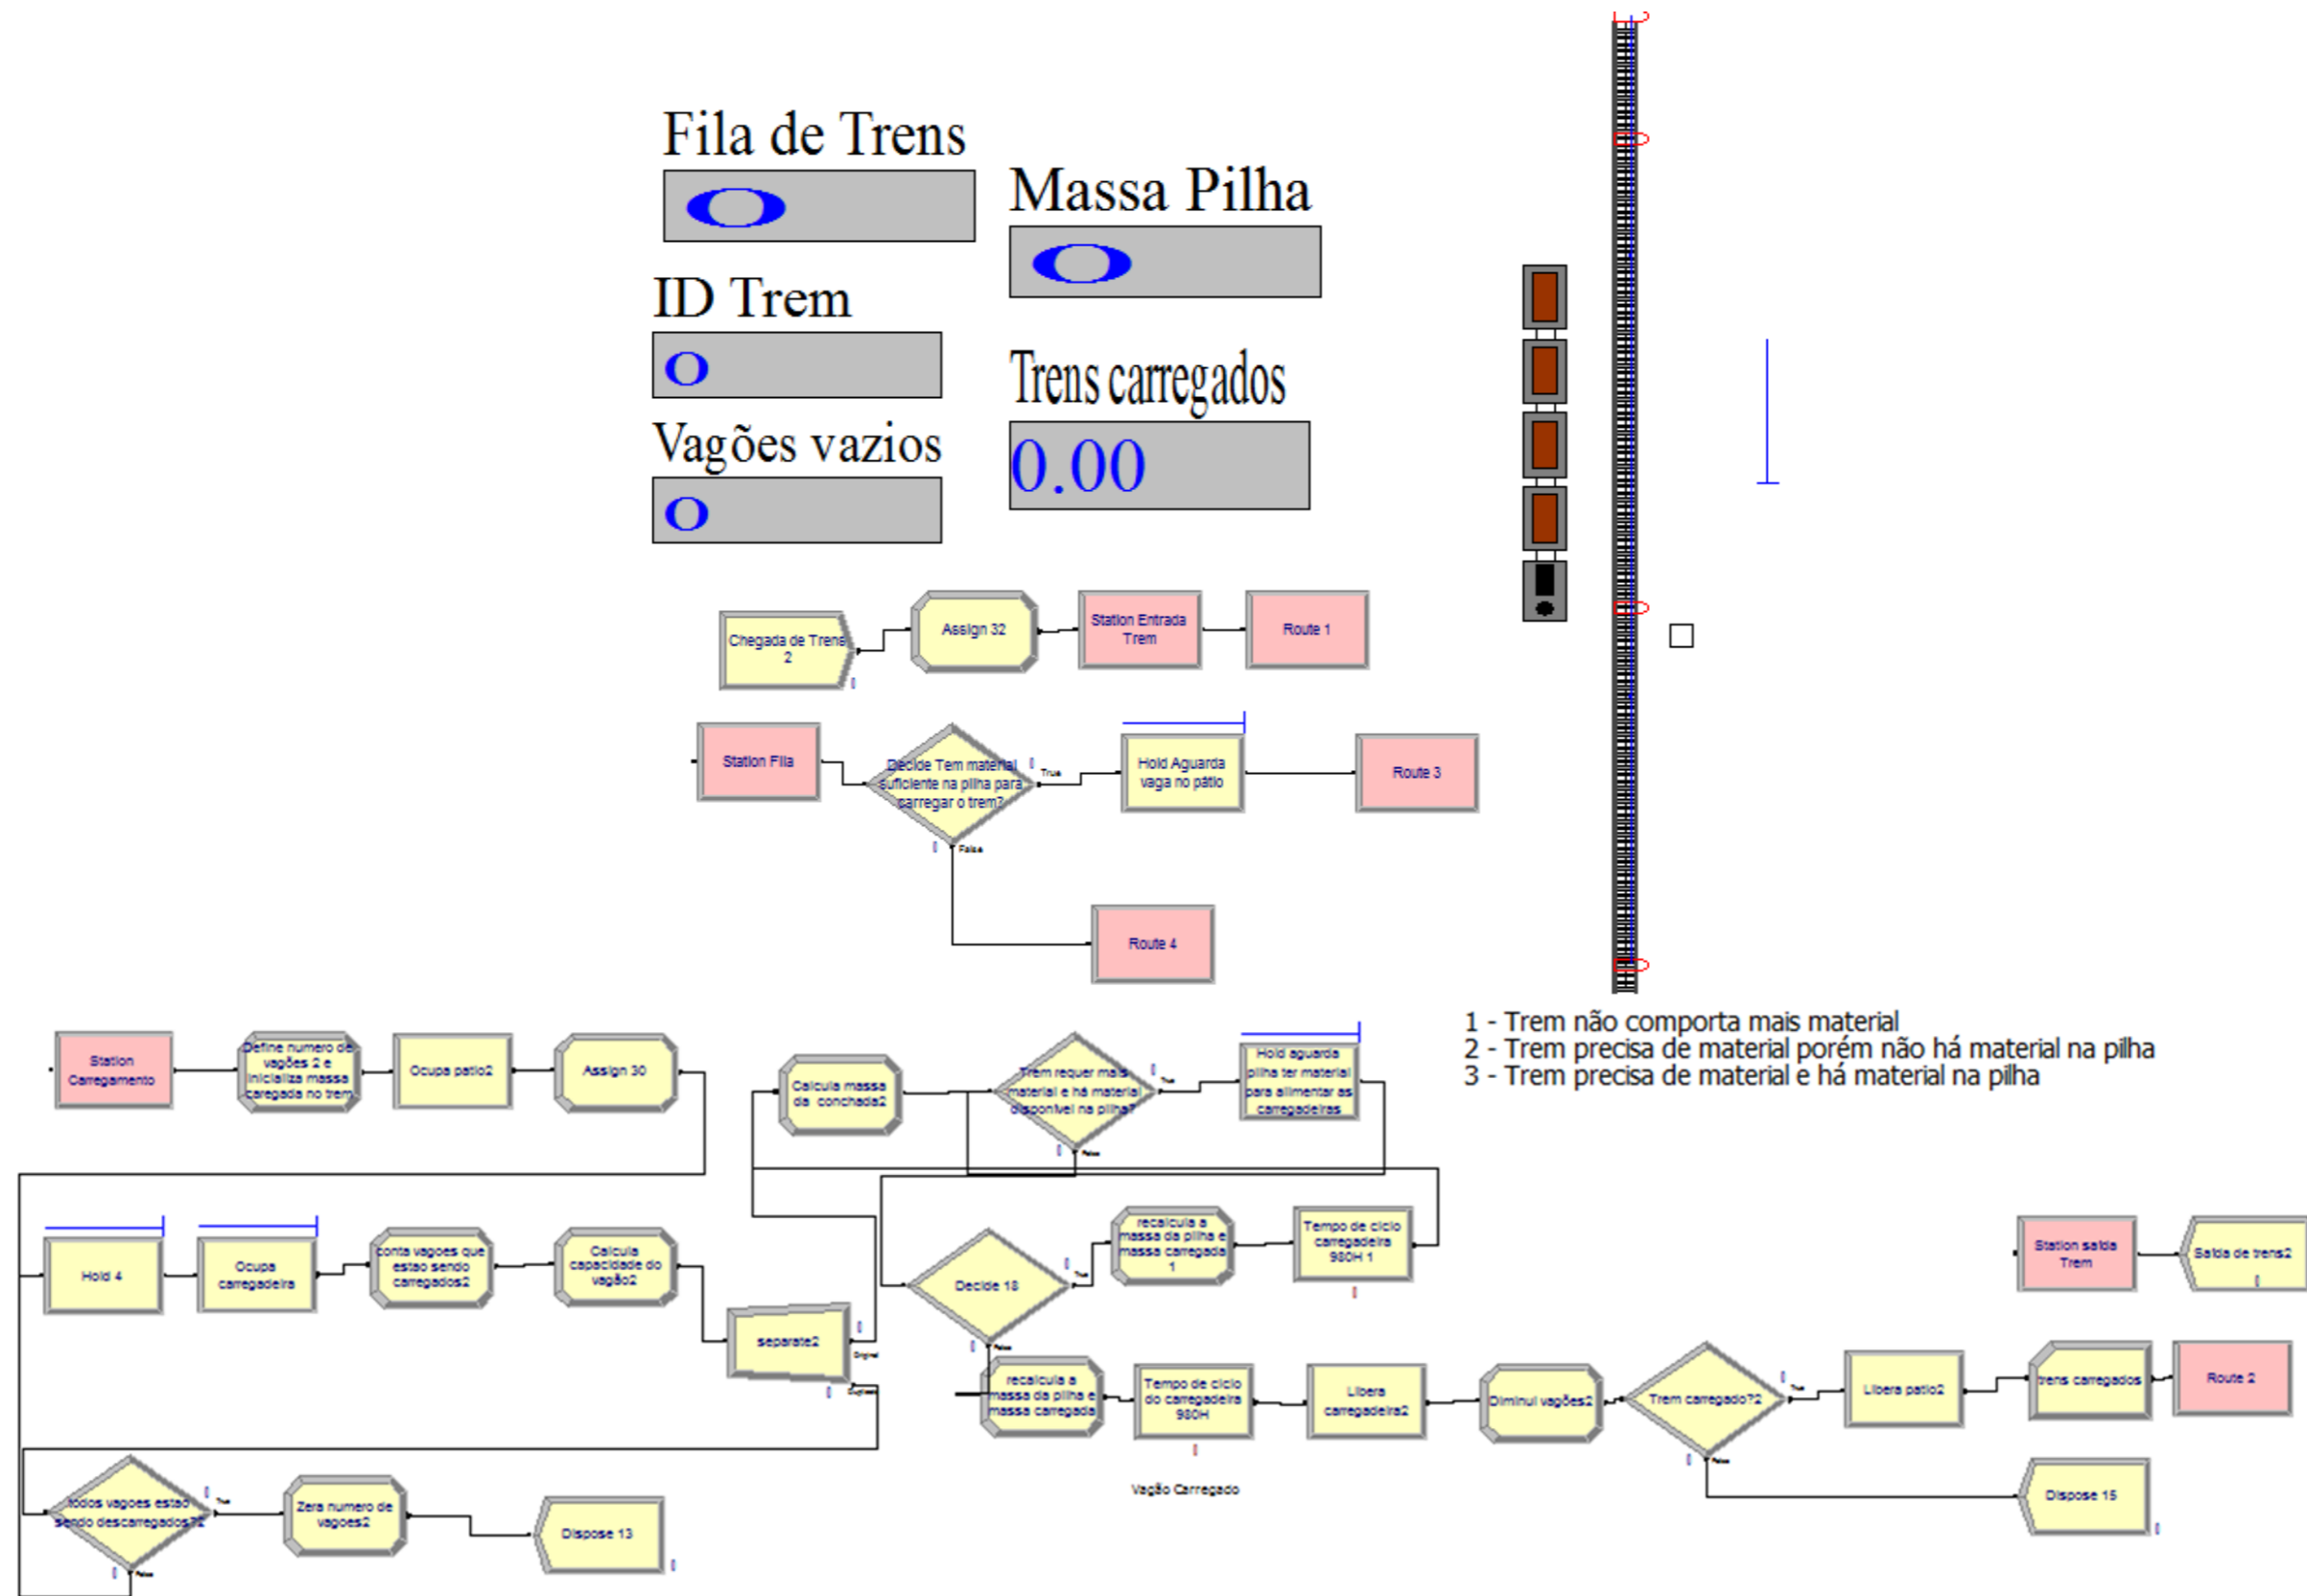 Fila de Trens
0
Massa Pilha
0
ID Trem
0
Trens carregados
0.00
Vagões vazios
0
Chegada de Trens
2
Assign 32
Station Entrada
Trem
Route 1
Station Fila
Decide Tem material
suficiente na pilha para
carregar o trem?
True
False
Hold Aguarda
vaga no pátio
Route 3
Route 4
1 - Trem não comporta mais material
2 - Trem precisa de material porém não há material na pilha
3 - Trem precisa de material e há material na pilha
Station
Carregamento
Define numero de
vagões 2 e
inicializa massa
caregada no trem
Ocupa patio2
Assign 30
Calcula massa
da conchada2
Trem requer mais
material e há material
disponível na pilha?
True
False
Hold aguarda
pilha ter material
para alimentar as
carregadeiras
Hold 4
Ocupa
carregadeira
conta vagoes que
estao sendo
carregados2
Calcula
capacidade do
vagão2
separate2
Original
Duplicate
Decide 18
True
False
recalcula a
massa da pilha e
massa carregada
1
Tempo de ciclo
carregadeira
980H 1
Station saida
Trem
Saida de trens2
recalcula a
massa da pilha e
massa carregada
Tempo de ciclo
do carregadeira
980H
Libera
carregadeira2
Diminui vagões2
Trem carregado?2
True
False
Libera patio2
trens carregados
Route 2
Vagão Carregado
Dispose 15
todos vagoes estao
sendo descarregados?2
True
False
Zera numero de
vagoes2
Dispose 13